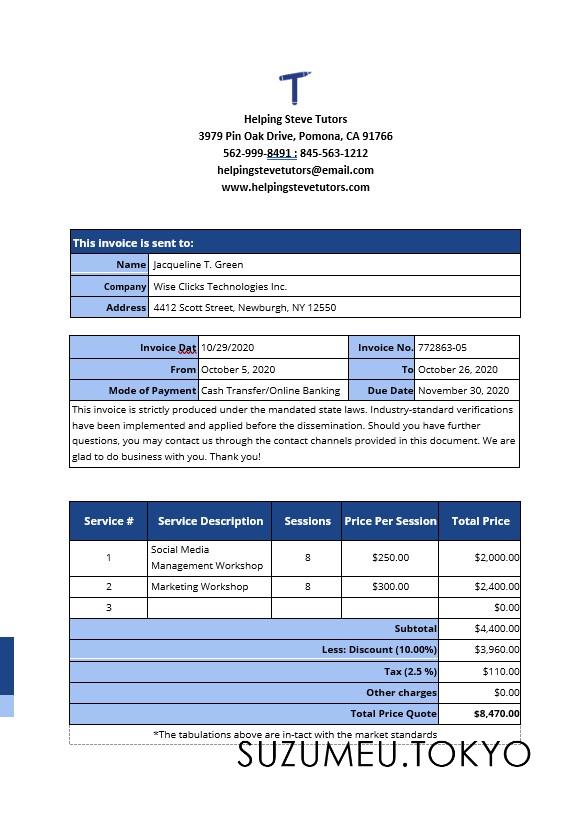 T
Helping Steve Tutors
3979 Pin Oak Drive, Pomona, CA 91766
562-999-8491 ; 845-563-1212
helpingstevetutors@email.com
www.helpingstevetutors.com
This invoice is sent to:
Name Jacqueline T. Green
Company Wise Clicks Technologies Inc.
Address 4412 Scott Street, Newburgh, NY 12550
Invoice Dat 10/29/2020 Invoice No. 772863-05
From October 5, 2020 To October 26, 2020
Mode of Payment Cash Transfer/Online Banking Due Date November 30, 2020
This invoice is strictly produced under the mandated state laws. Industry-standard verifications
have been implemented and applied before the dissemination. Should you have further
questions, you may contact us through the contact channels provided in this document. We are
glad to do business with you. Thank you!
Service # Service Description Sessions Price Per Session Total Price
1 Social Media Management Workshop 8 $250.00 $2,000.00
2 Marketing Workshop 8 $300.00 $2,400.00
3 $0.00
Subtotal $4,400.00
Less: Discount (10.00%) $3,960.00
Tax (2.5 %) $110.00
Other charges $0.00
Total Price Quote $8,470.00
*The tabulations above are in-tact with the market standards
SUZUMEU.TOKYO